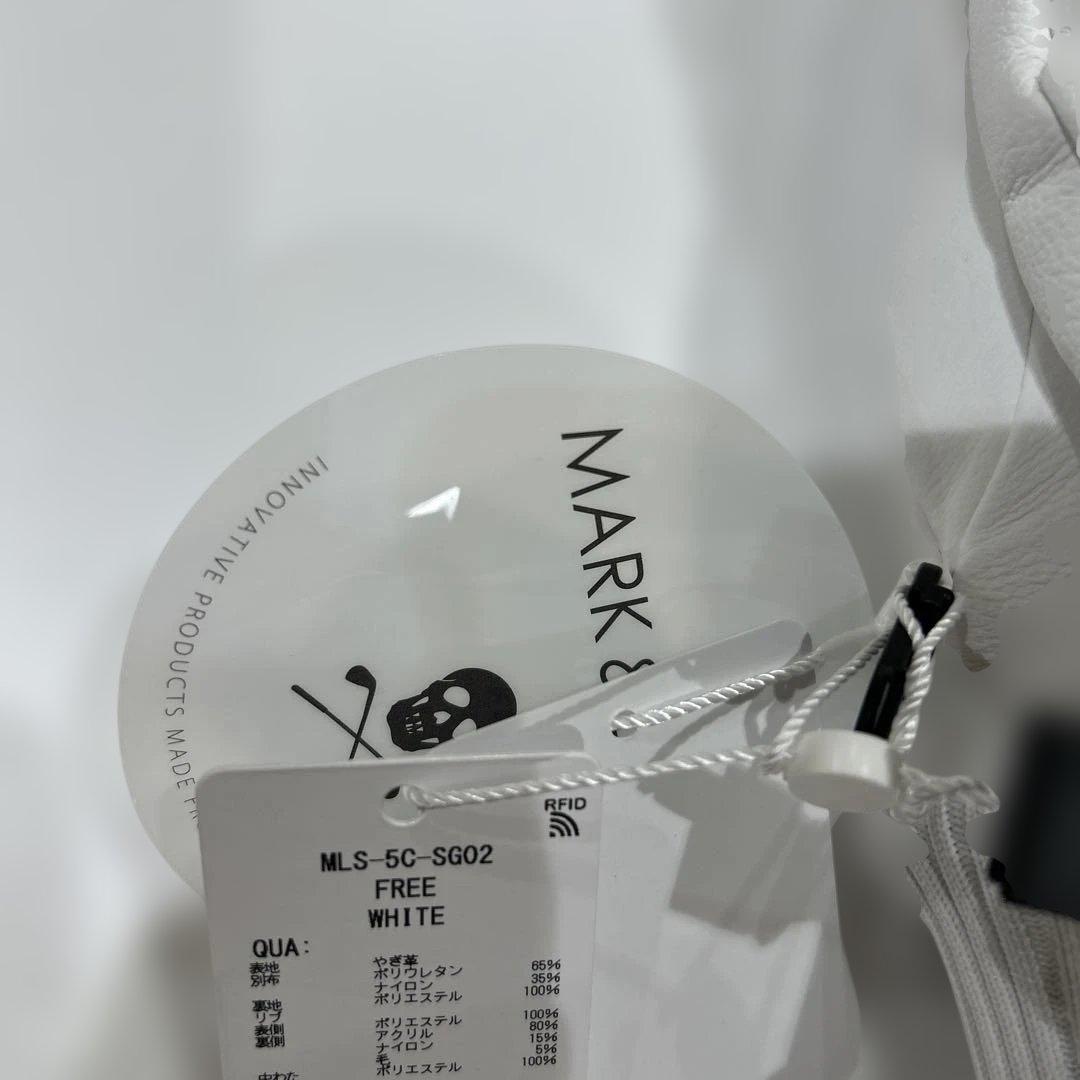 INNOVATIVE PRODUCTS MADE FR
MARK &
RFID
MLS-5C-SG02
FREE
WHITE
QUA:
表地 やぎ革 65%
別布 ポリウレタン 35%
ナイロン 100%
裏地 ポリエステル
リブ 100%
表側 ポリエステル 80%
裏側 アクリル 15%
ナイロン 5%
毛 100%
中わた ポリエステル